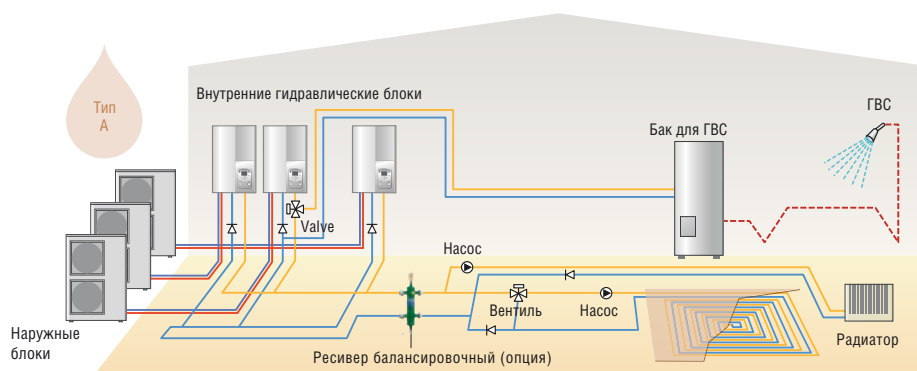 Тип
А
Внутренние гидравлические блоки
ГВС
Бак для ГВС
Valve
Насос
Вентиль
Насос
Наружные
блоки
Радиатор
Ресивер балансировочный (опция)